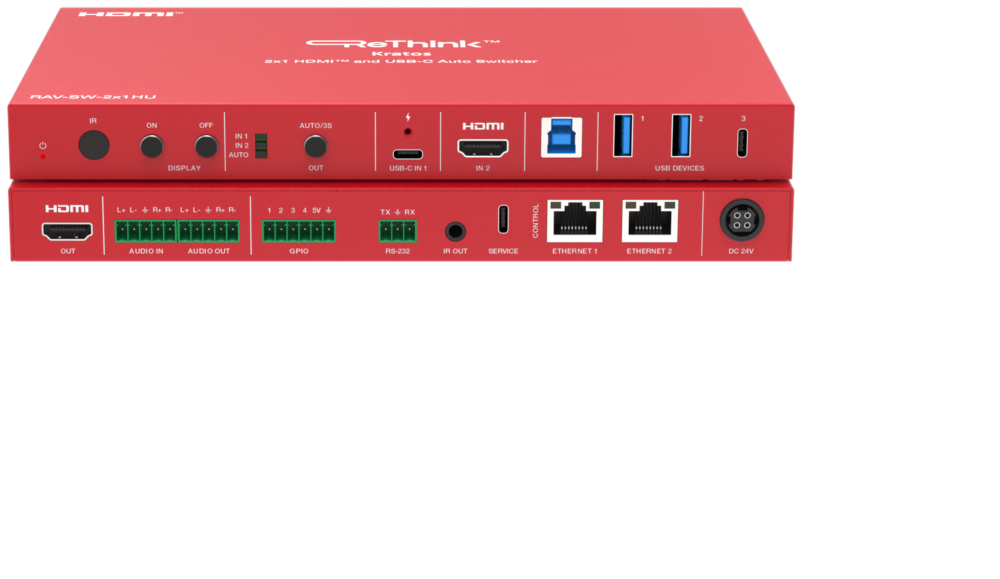 HDMI™
ReThink™
Kratos
2x1 HDMI™ and USB-C Auto Switcher
RAV-SW-2x1HU
IR
ON
OFF
DISPLAY
IN 1
IN 2
AUTO
AUTO/3S
OUT
USB-C IN 1
HDMI
IN 2
1
2
3
USB DEVICES
HDMI
OUT
L+ L- R+ R-
AUDIO IN
L+ L- R+ R-
AUDIO OUT
1 2 3 4 5V
GPIO
TX RX
RS-232
IR OUT
SERVICE
CONTROL
ETHERNET 1
ETHERNET 2
DC 24V